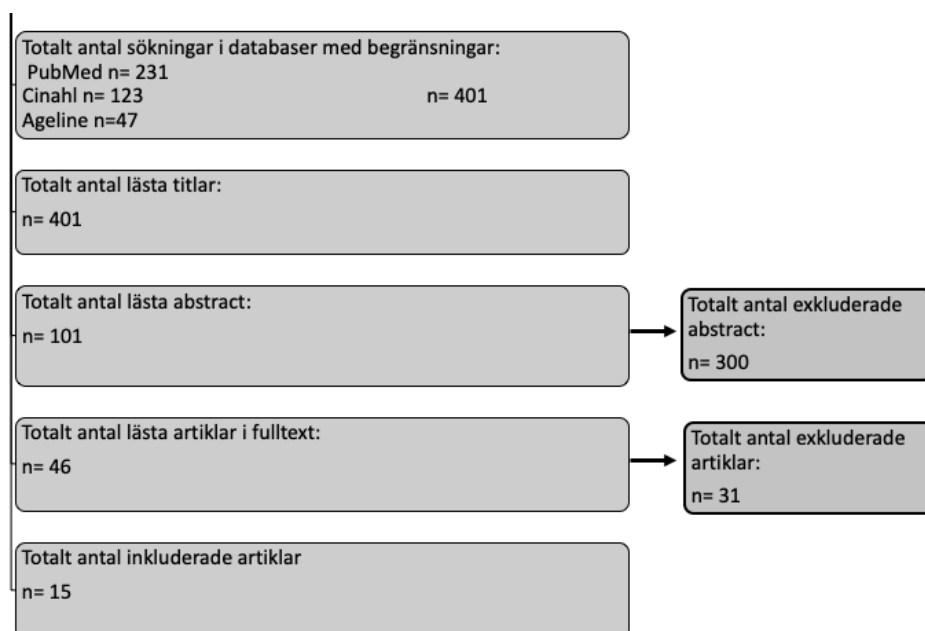 Totalt antal sökningar i databaser med begränsningar:
PubMed n= 231
Cinahl n= 123 n= 401
Ageline n=47
Totalt antal lästa titlar:
n= 401
Totalt antal lästa abstract:
n= 101
Totalt antal exkluderade
abstract:
n= 300
Totalt antal lästa artiklar i fulltext:
n= 46
Totalt antal exkluderade
artiklar:
n= 31
Totalt antal inkluderade artiklar
n= 15